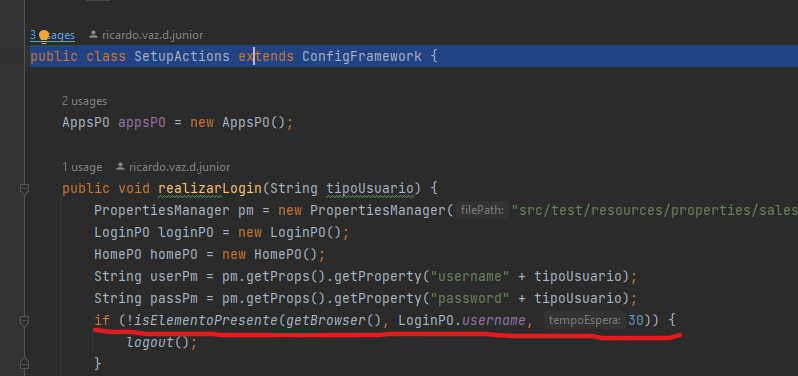 3 usages ricardo.vaz.d.junior
public class SetupActions extends ConfigFramework {
2 usages
AppsPO appsPO = new AppsPO();
1 usage ricardo.vaz.d.junior
public void realizarLogin(String tipoUsuario) {
PropertiesManager pm = new PropertiesManager( filePath: "src/test/resources/properties/sales
LoginPO loginPO = new LoginPO();
HomePO homePO = new HomePO();
String userPm = pm.getProps().getProperty("username" + tipoUsuario);
String passPm = pm.getProps().getProperty("password" + tipoUsuario);
if (!isElementoPresente(getBrowser(), LoginPO.username, tempoEspera: 30)) {
logout();
}